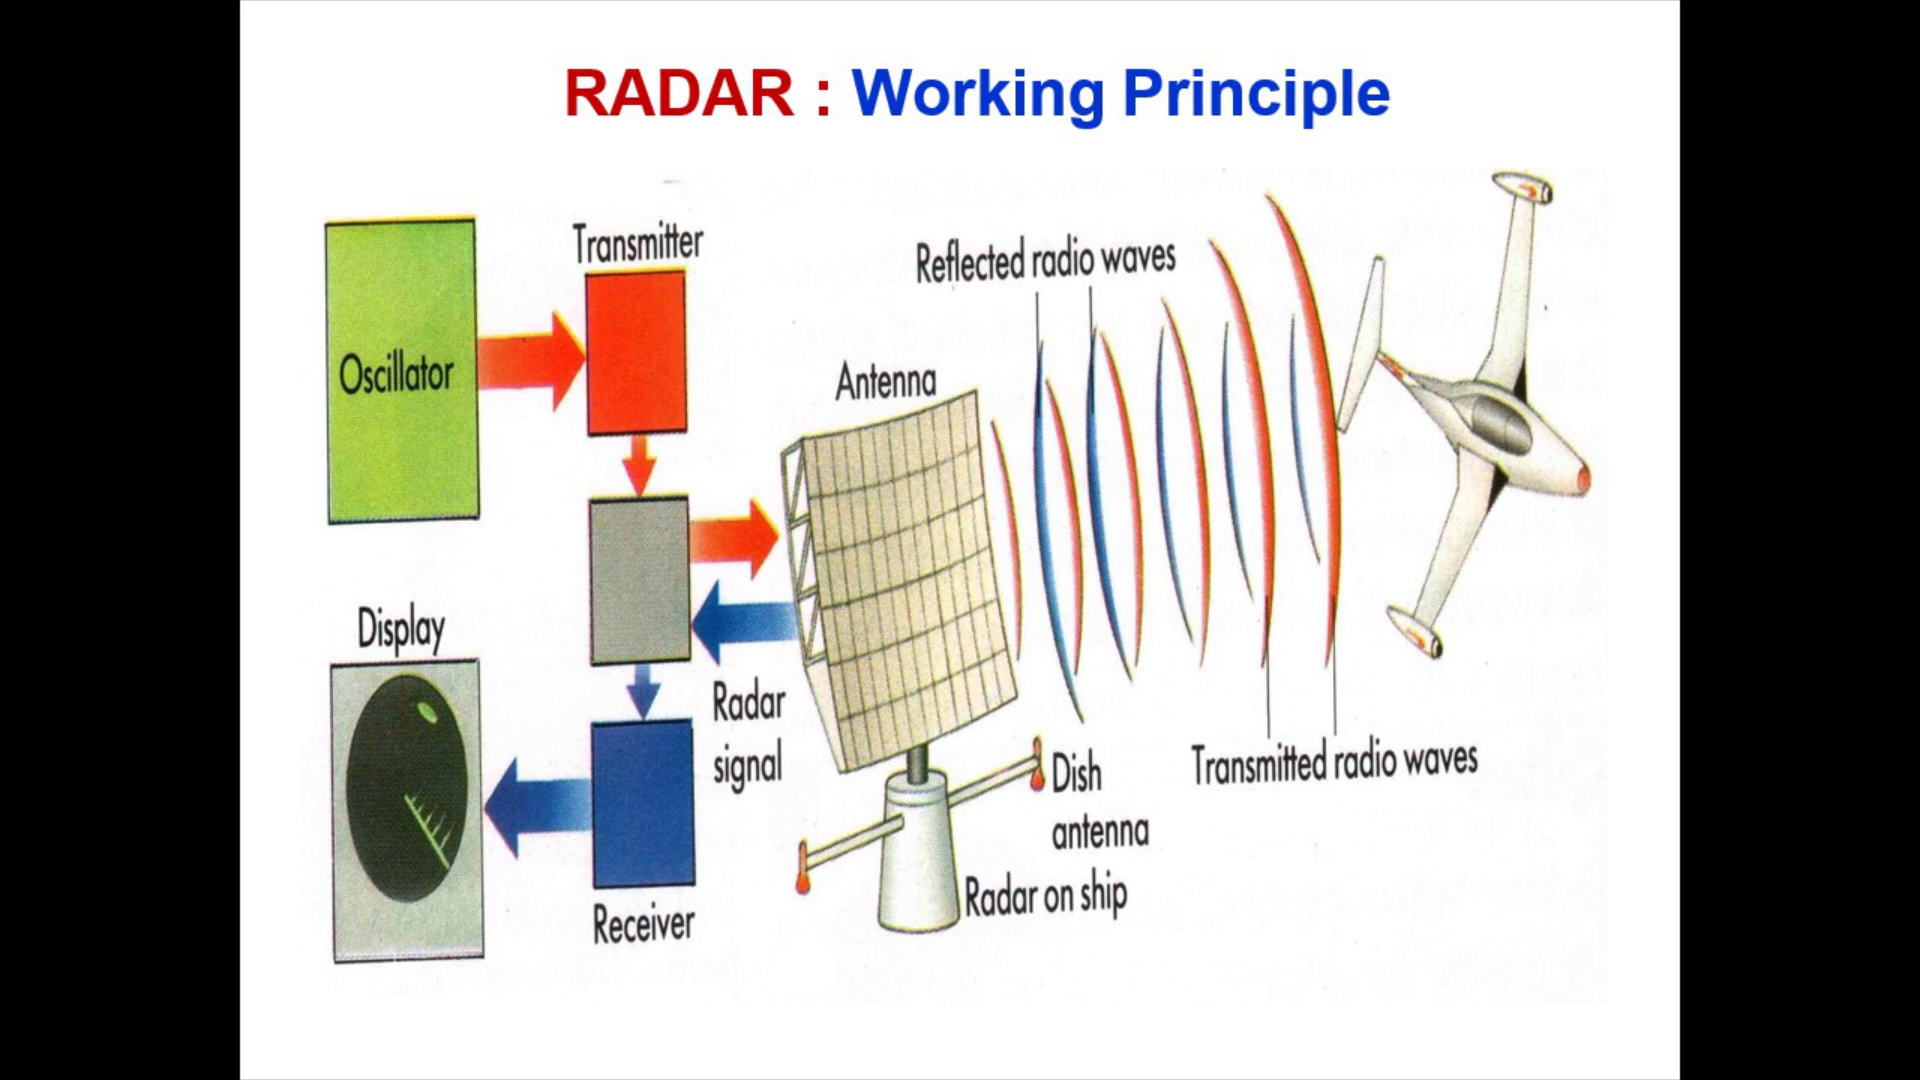 RADAR : Working Principle
Transmitter
Reflected radio waves
Oscillator
Antenna
Display
Radar
signal
Dish
antenna
Transmitted radio waves
Radar on ship
Receiver